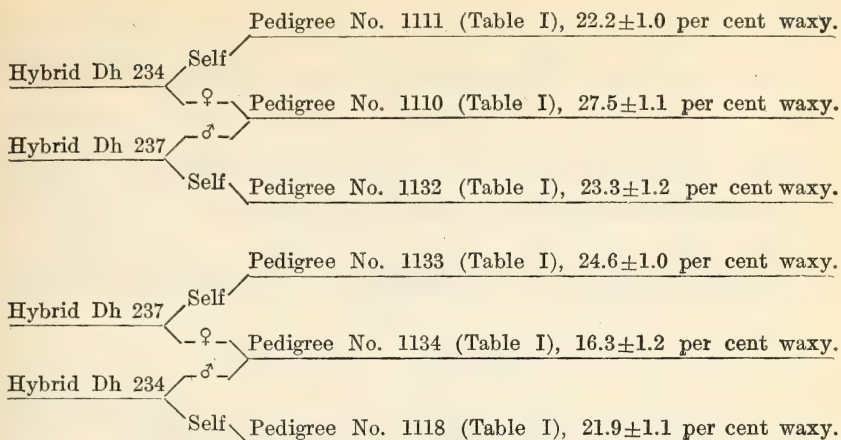 Pedigree No. 1111 (Table I), 22.2±1.0 per cent waxy.
Self
Hybrid Dh 234
♀
Pedigree No. 1110 (Table I), 27.5±1.1 per cent waxy.
♂
Hybrid Dh 237
Self
Pedigree No. 1132 (Table I), 23.3±1.2 per cent waxy.
Pedigree No. 1133 (Table I), 24.6±1.0 per cent waxy.
Self
Hybrid Dh 237
♀
Pedigree No. 1134 (Table I), 16.3±1.2 per cent waxy.
♂
Hybrid Dh 234
Self
Pedigree No. 1118 (Table I), 21.9±1.1 per cent waxy.